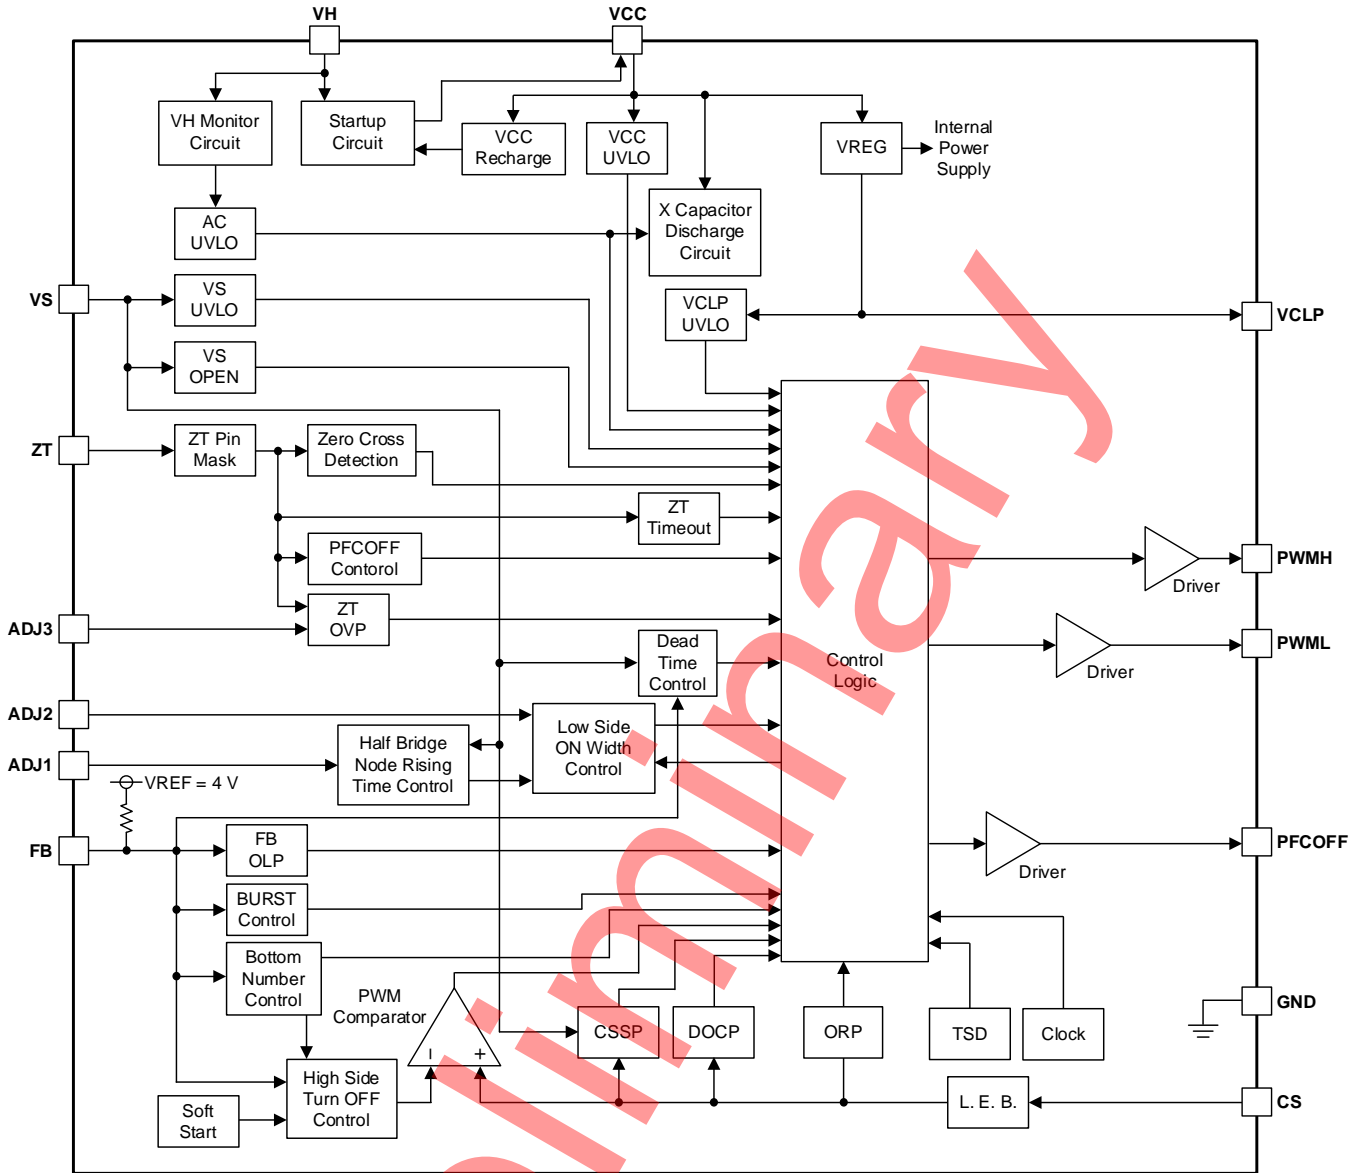 VH
VCC
VH Monitor
Circuit
Startup
Circuit
VCC
Recharge
VCC
UVLO
VREG
Internal
Power
Supply
AC
UVLO
X Capacitor
Discharge
Circuit
VS
VS
UVLO
VCLP
UVLO
VCLP
VS
OPEN
ZT
ZT Pin
Mask
Zero Cross
Detection
ZT
Timeout
PFCOFF
Contorol
PWMH
Driver
ADJ3
ZT
OVP
Dead
Time
Control
Control
Logic
PWML
Driver
ADJ2
Low Side
ON Width
Control
ADJ1
Half Bridge
Node Rising
Time Control
VREF = 4 V
FB
FB
OLP
PFCOFF
Driver
BURST
Control
Bottom
Number
Control
PWM
Comparator
–
+
CSSP
DOCP
ORP
TSD
Clock
GND
High Side
Turn OFF
Control
Soft
Start
L. E. B.
CS